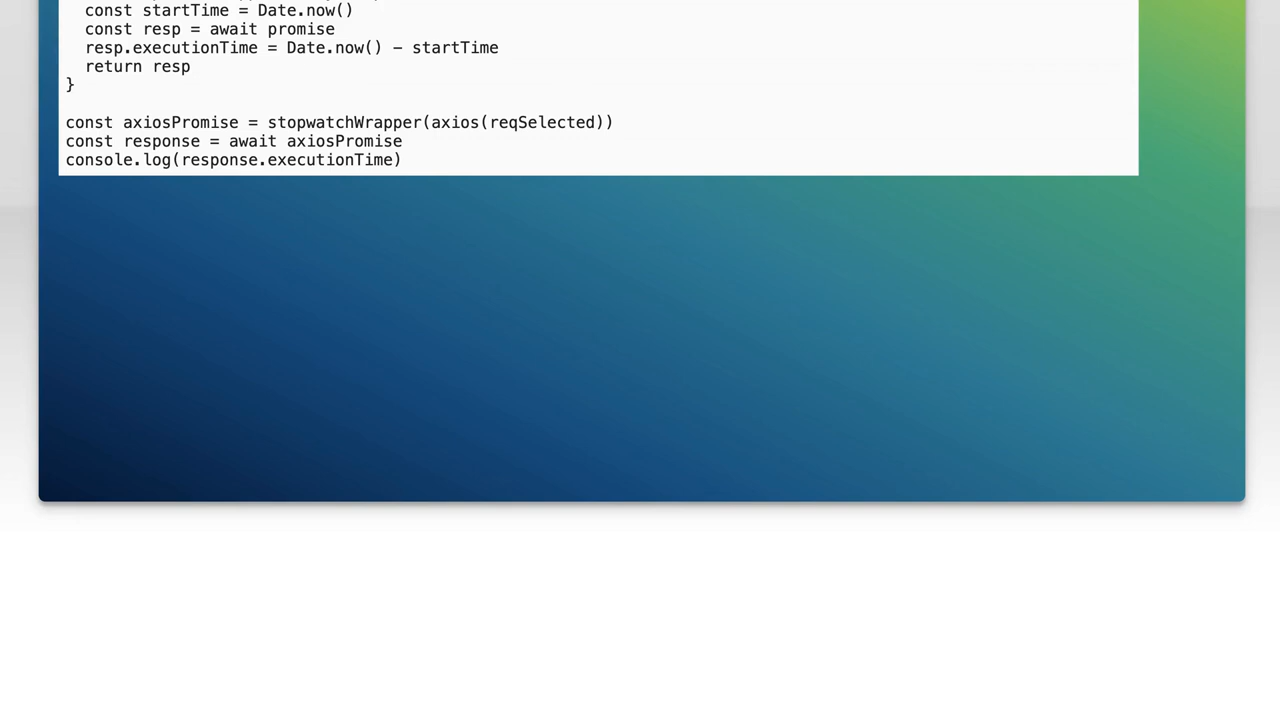 const startTime = Date.now()
const resp = await promise
resp.executionTime = Date.now() - startTime
return resp
}
const axiosPromise = stopwatchWrapper(axios(reqSelected))
const response = await axiosPromise
console.log(response.executionTime)